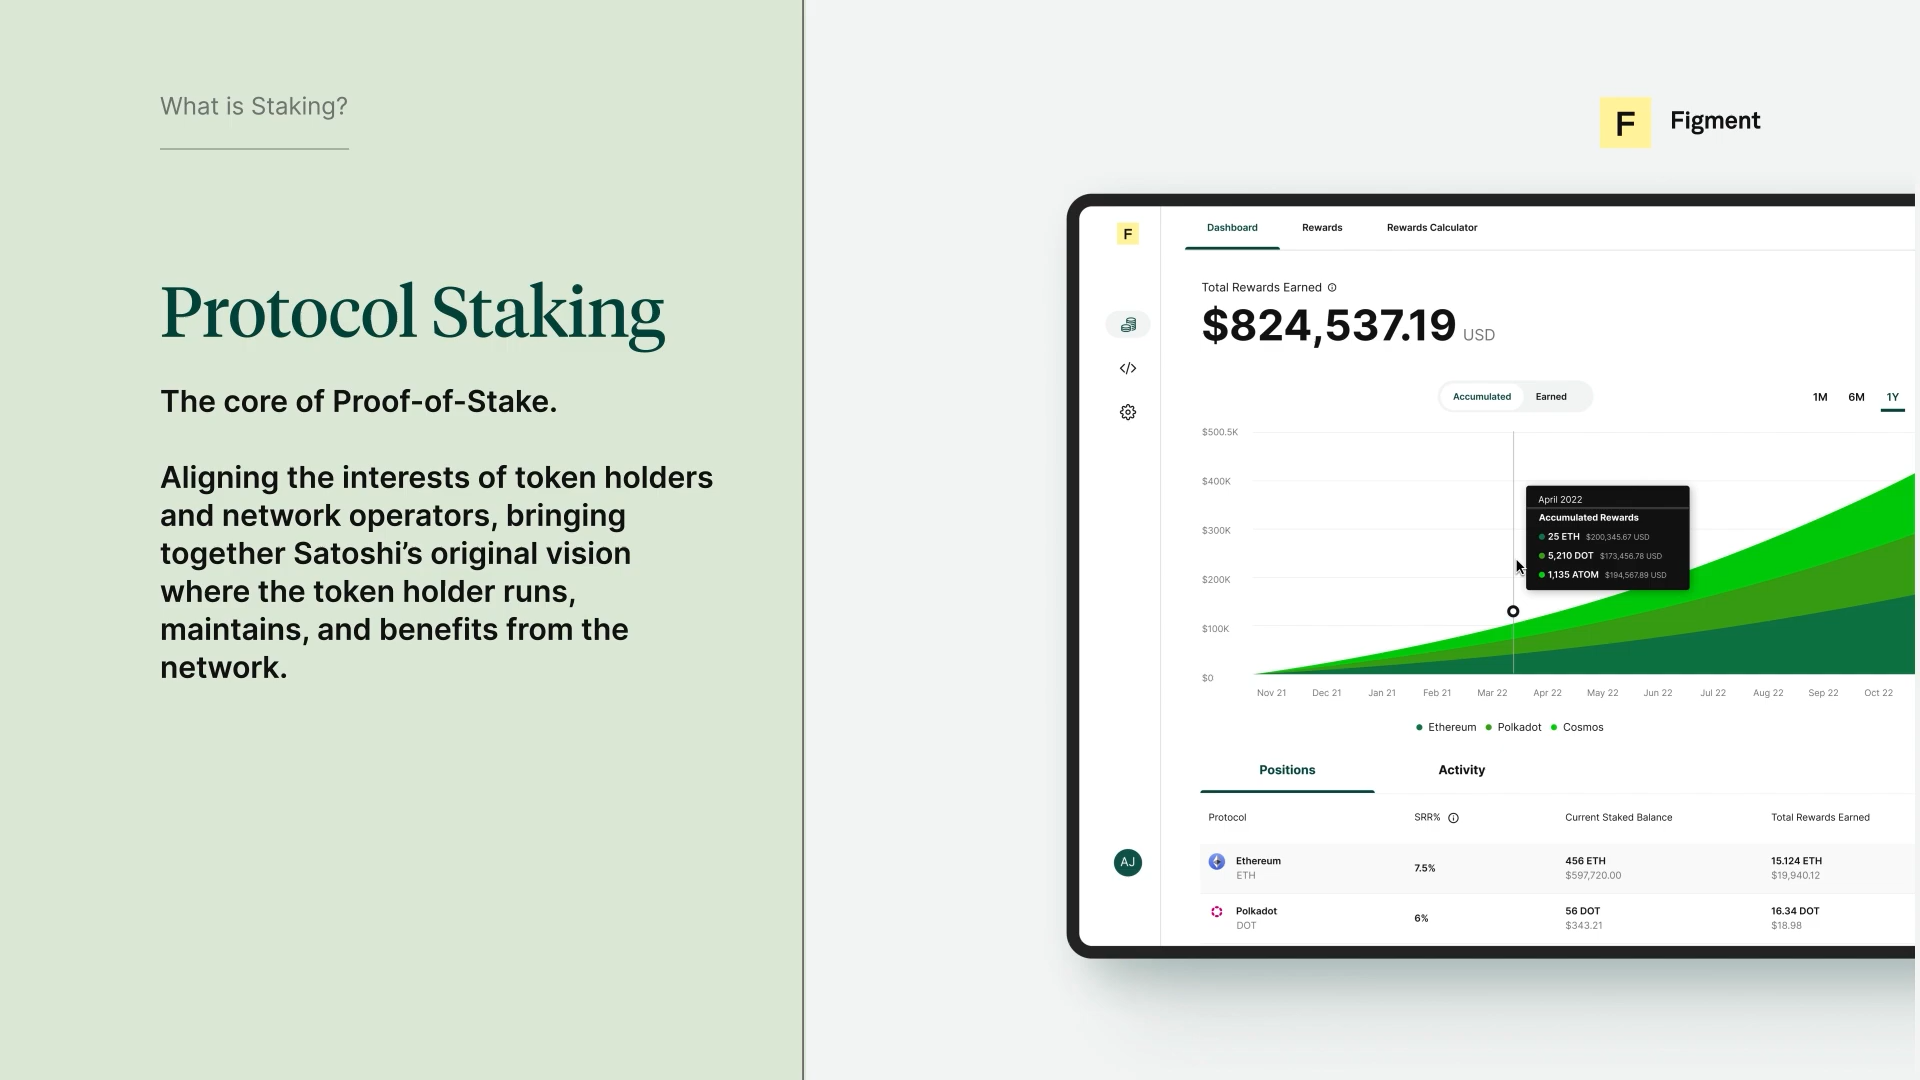 What is Staking?
Protocol Staking
The core of Proof-of-Stake.
Aligning the interests of token holders
and network operators, bringing
together Satoshi’s original vision
where the token holder runs,
maintains, and benefits from the
network.
F Figment
F
Dashboard Rewards Rewards Calculator
Total Rewards Earned
$824,537.19 USD
Accumulated Earned
1M 6M 1Y
$500.5K
$400K
$300K
$200K
$100K
$0
April 2022
Accumulated Rewards
25 ETH $200,345.67 USD
5,210 DOT $173,456.78 USD
1,135 ATOM $194,567.89 USD
Nov 21 Dec 21 Jan 21 Feb 21 Mar 22 Apr 22 May 22 Jun 22 Jul 22 Aug 22 Sep 22 Oct 22
Ethereum Polkadot Cosmos
Positions Activity
Protocol SRR% Current Staked Balance Total Rewards Earned
Ethereum
ETH
7.5%
456 ETH
$597,720.00
15.124 ETH
$19,940.12
Polkadot
DOT
6%
56 DOT
$343.21
16.34 DOT
$18.98
AJ